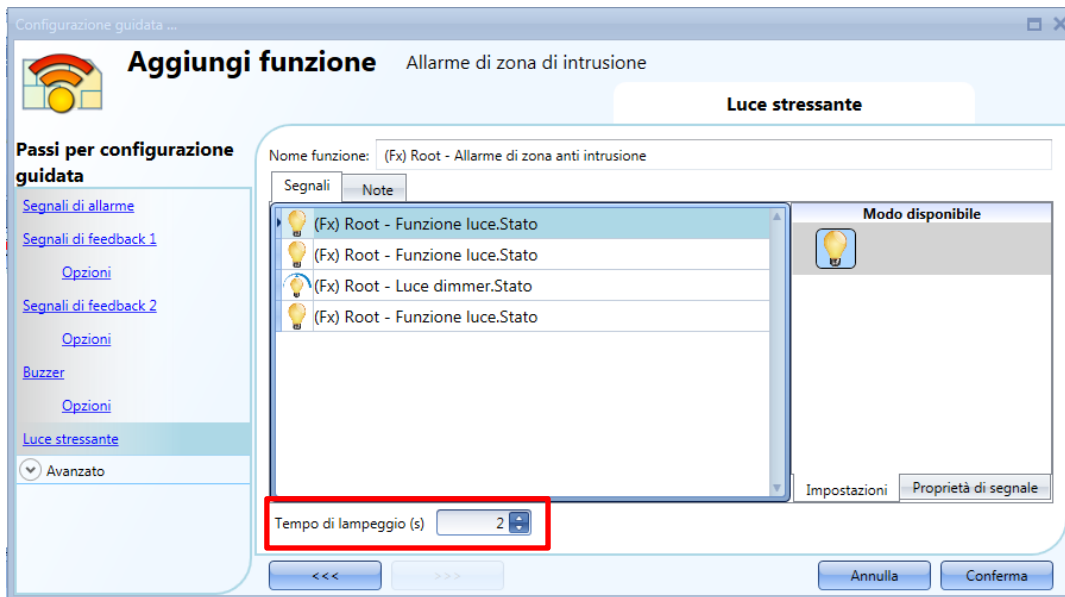 Configurazione guidata ...
Aggiungi funzione Allarme di zona di intrusione
Luce stressante
Passi per configurazione
guidata
Segnali di allarme
Segnali di feedback 1
Opzioni
Segnali di feedback 2
Opzioni
Buzzer
Opzioni
Luce stressante
Avanzato
Nome funzione: (Fx) Root - Allarme di zona anti intrusione
Segnali Note
(Fx) Root - Funzione luce.Stato
(Fx) Root - Funzione luce.Stato
(Fx) Root - Luce dimmer.Stato
(Fx) Root - Funzione luce.Stato
Modo disponibile
Impostazioni Proprietà di segnale
Tempo di lampeggio (s) 2
<<< >>> Annulla Conferma